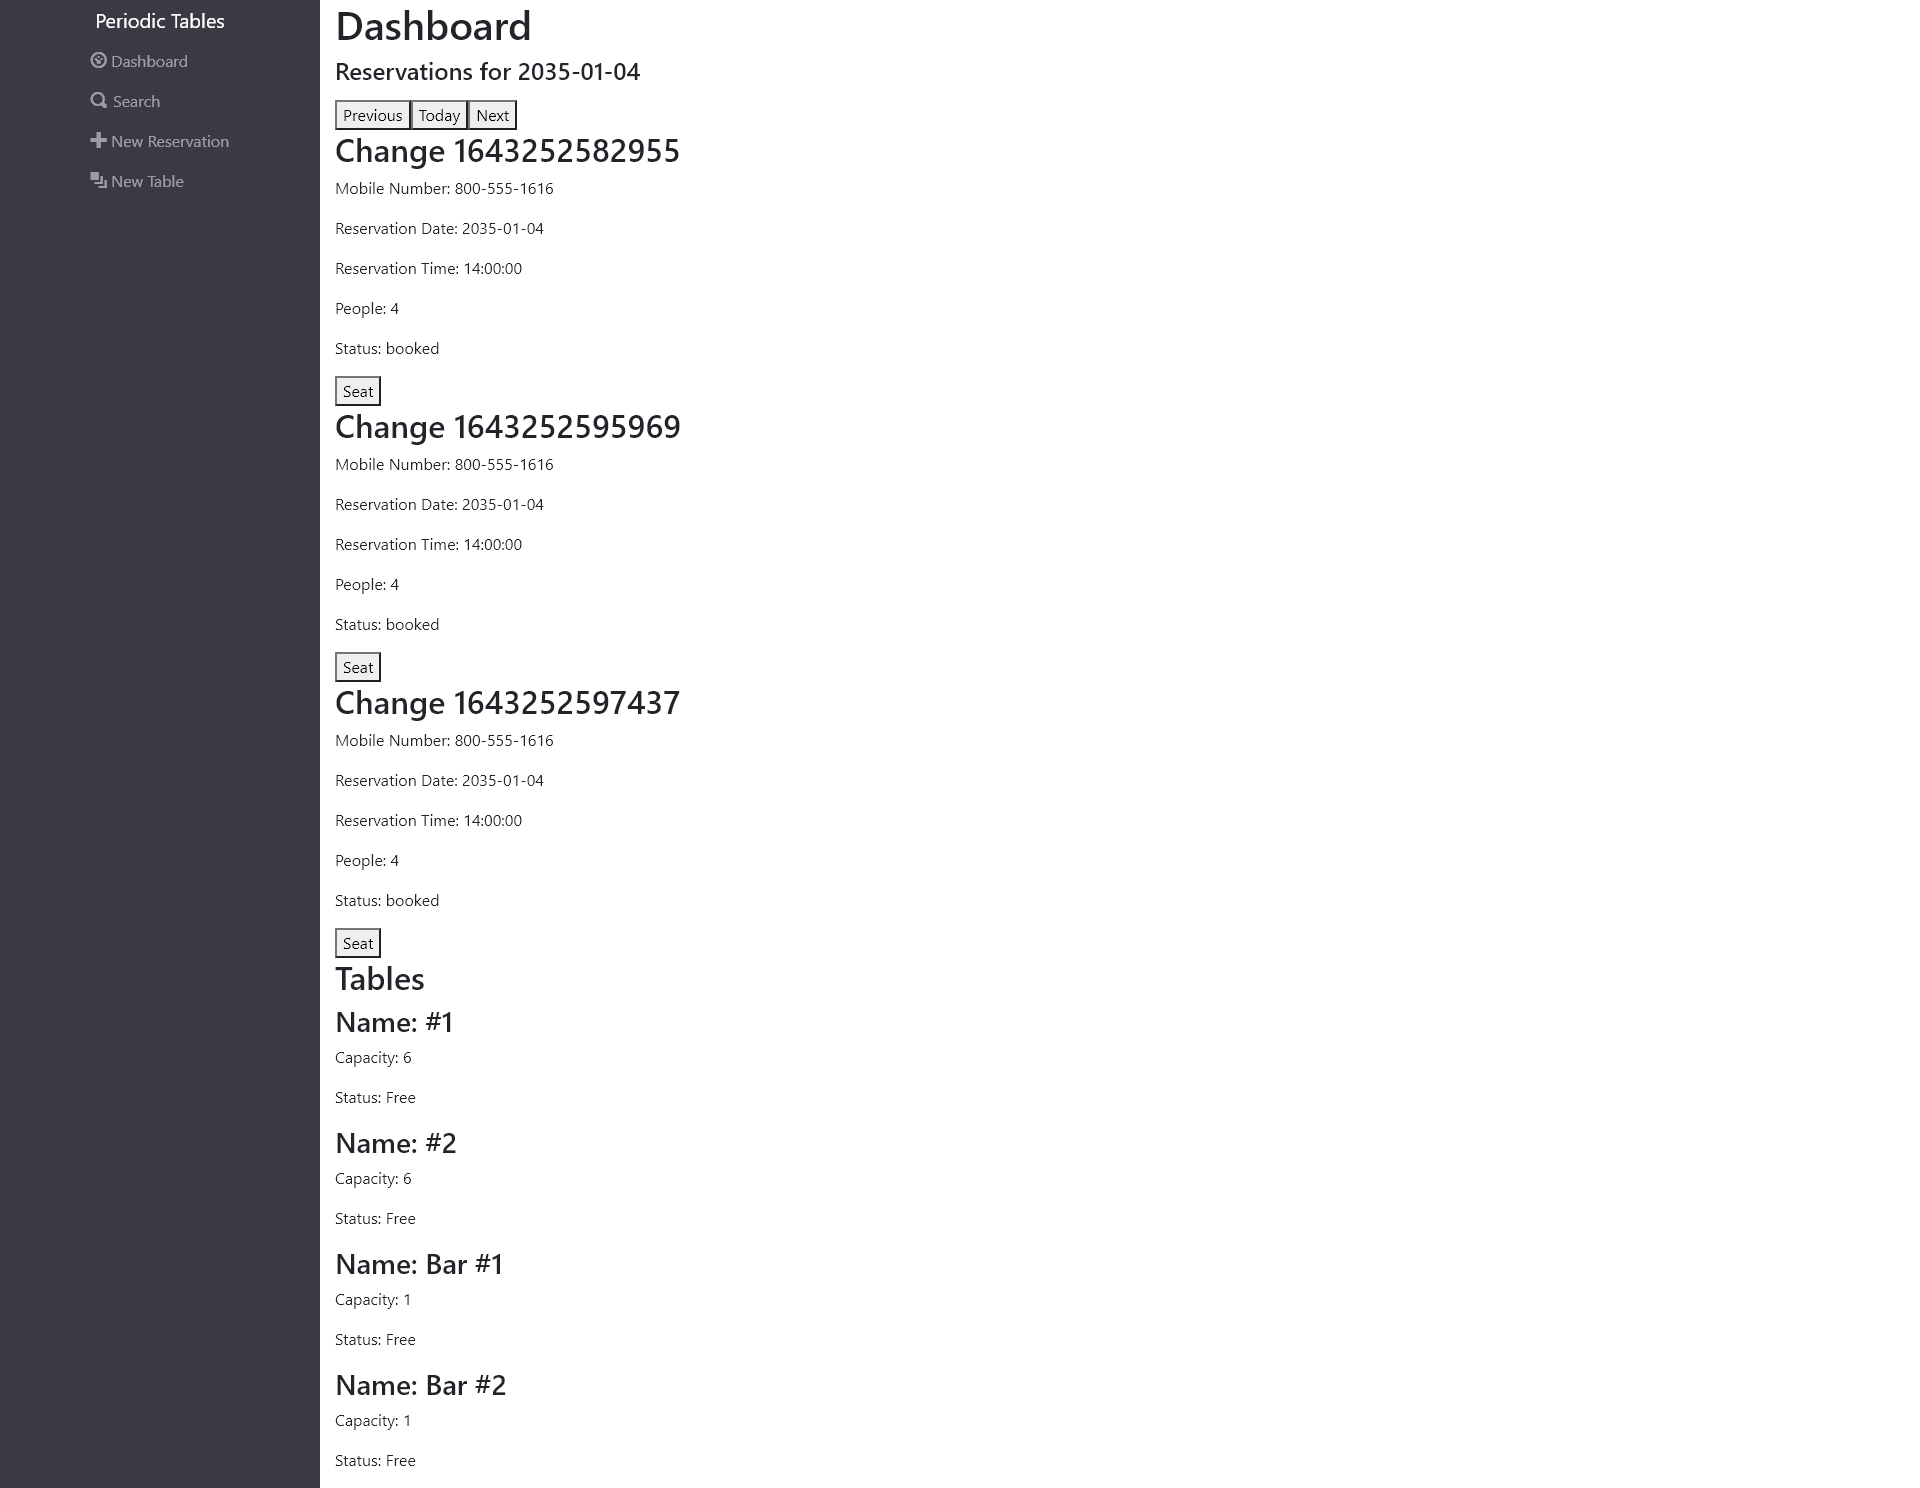 Periodic Tables
Dashboard
Search
New Reservation
New Table
Dashboard
Reservations for 2035-01-04
Previous Today Next
Change 1643252582955
Mobile Number: 800-555-1616
Reservation Date: 2035-01-04
Reservation Time: 14:00:00
People: 4
Status: booked
Seat
Change 1643252595969
Mobile Number: 800-555-1616
Reservation Date: 2035-01-04
Reservation Time: 14:00:00
People: 4
Status: booked
Seat
Change 1643252597437
Mobile Number: 800-555-1616
Reservation Date: 2035-01-04
Reservation Time: 14:00:00
People: 4
Status: booked
Seat
Tables
Name: #1
Capacity: 6
Status: Free
Name: #2
Capacity: 6
Status: Free
Name: Bar #1
Capacity: 1
Status: Free
Name: Bar #2
Capacity: 1
Status: Free